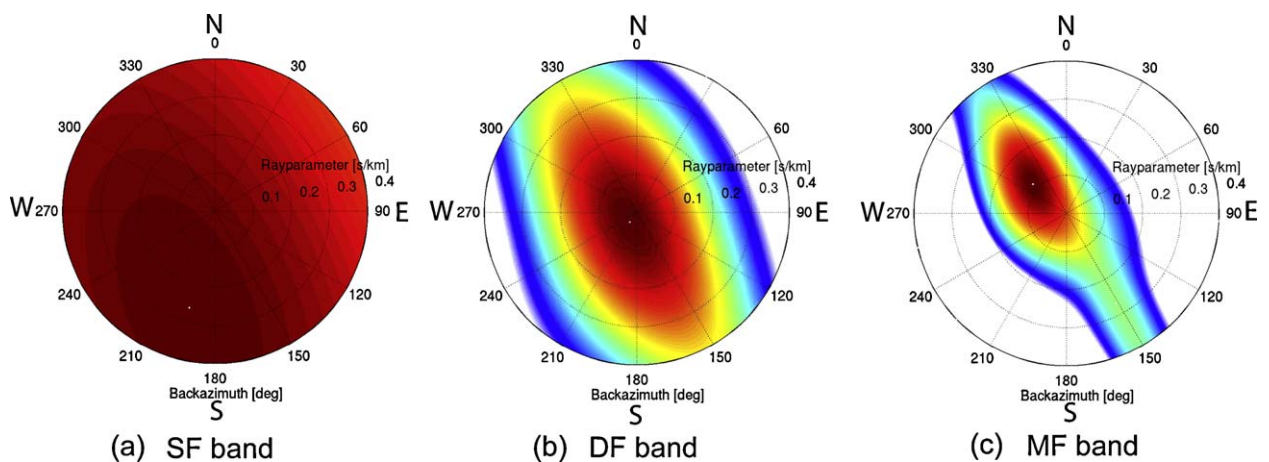 N
0
330
30
300
60
Rayparameter [s/km]
0.1
0.2
0.3
0.4
W
270
90
E
240
120
210
150
180
Backazimuth [deg]
S
(a) SF band
N
0
330
30
300
60
Rayparameter [s/km]
0.1
0.2
0.3
0.4
W
270
90
E
240
120
210
150
180
Backazimuth [deg]
S
(b) DF band
N
0
330
30
300
60
Rayparameter [s/km]
0.1
0.2
0.3
0.4
W
270
90
E
240
120
210
150
180
Backazimuth [deg]
S
(c) MF band